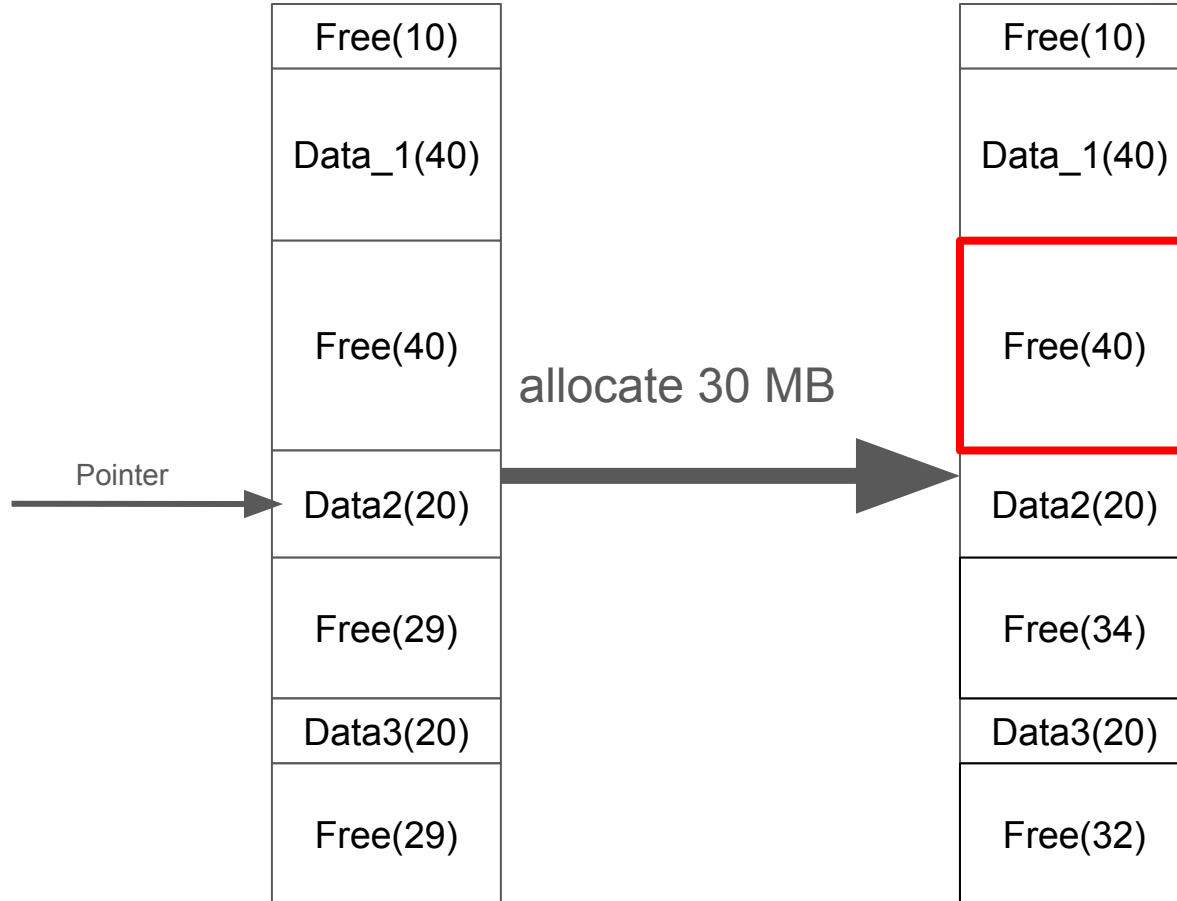 Free(10)
Data_1(40)
Free(40)
Pointer
Data2(20)
Free(29)
Data3(20)
Free(29)
allocate 30 MB
Free(10)
Data_1(40)
Free(40)
Data2(20)
Free(34)
Data3(20)
Free(32)